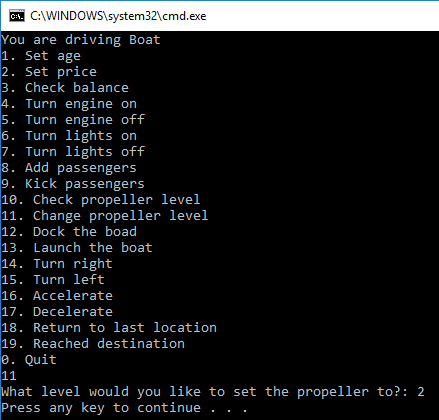 C:\WINDOWS\system32\cmd.exe
You are driving Boat
1. Set age
2. Set price
3. Check balance
4. Turn engine on
5. Turn engine off
6. Turn lights on
7. Turn lights off
8. Add passengers
9. Kick passengers
10. Check propeller level
11. Change propeller level
12. Dock the boad
13. Launch the boat
14. Turn right
15. Turn left
16. Accelerate
17. Decelerate
18. Return to last location
19. Reached destination
0. Quit
11
What level would you like to set the propeller to?: 2
Press any key to continue . . .